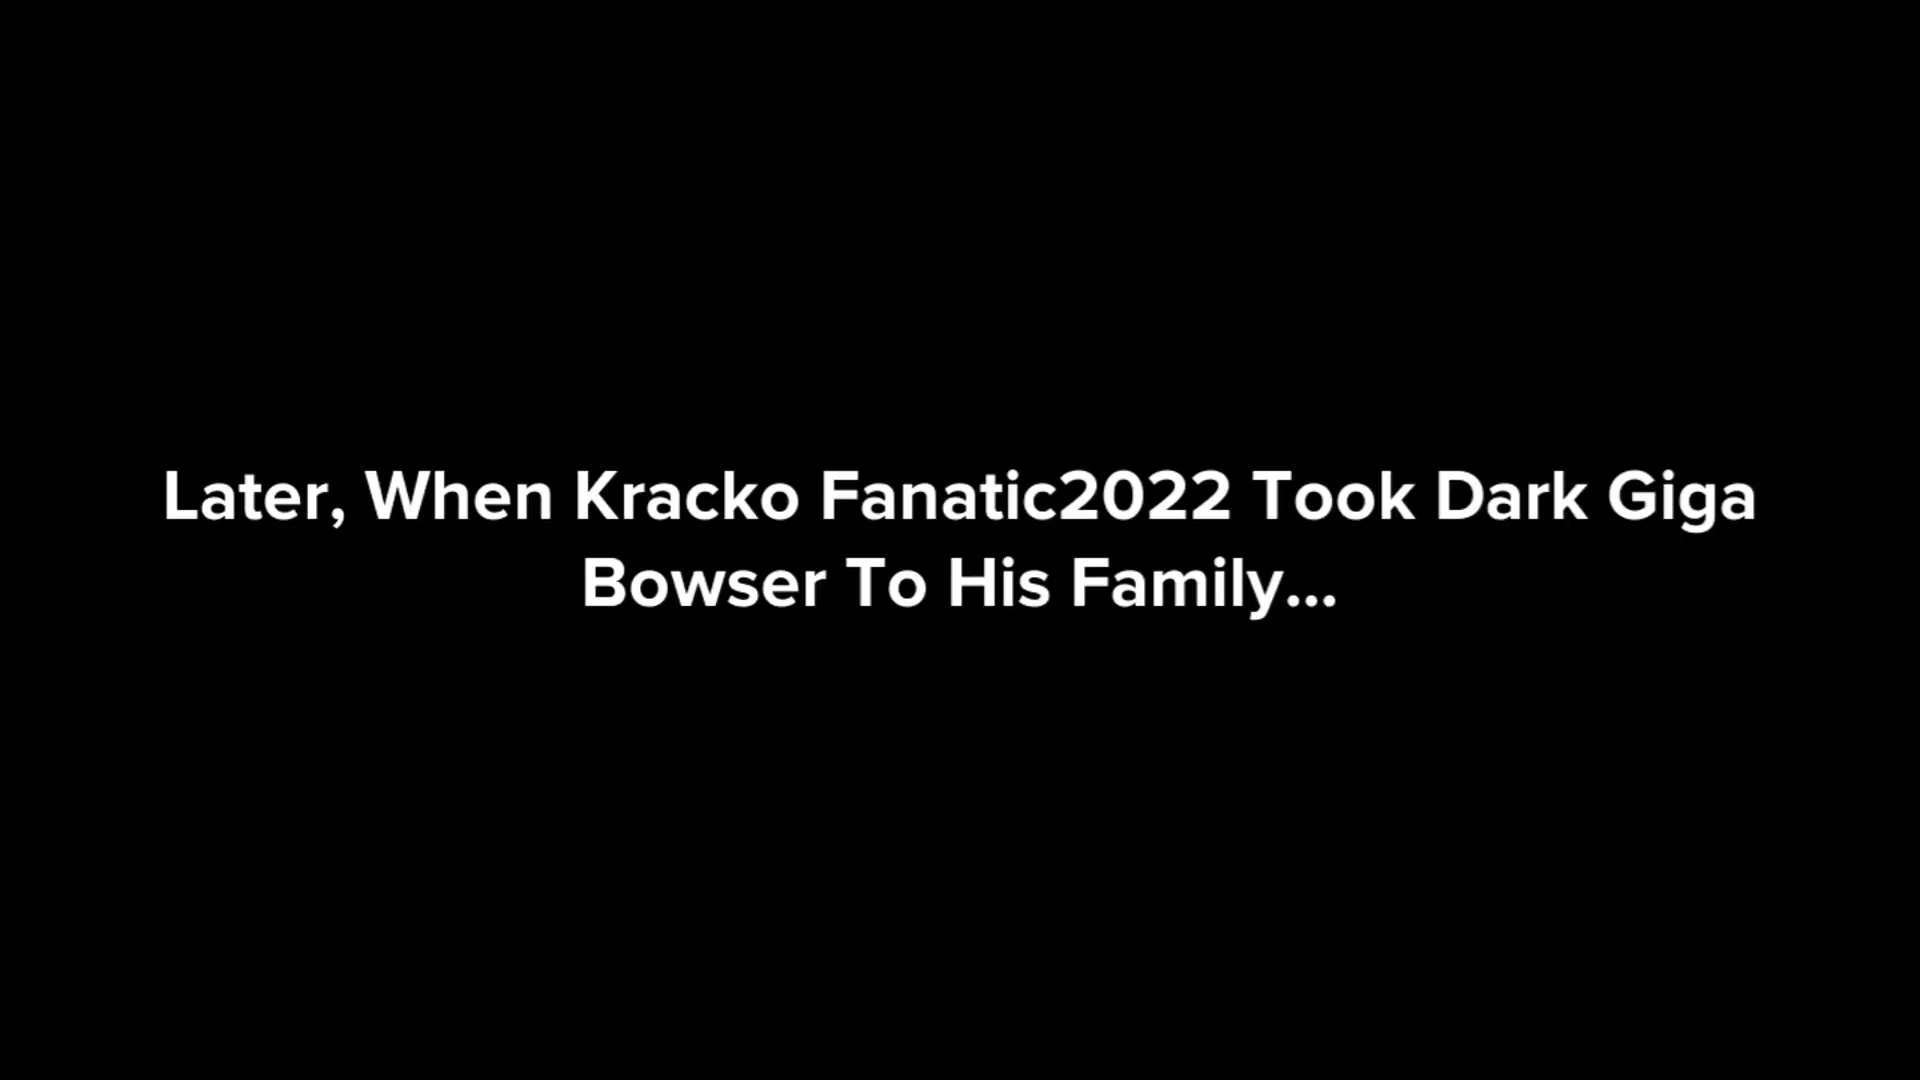 Later, When Kracko Fanatic2022 Took Dark Giga
Bowser To His Family...